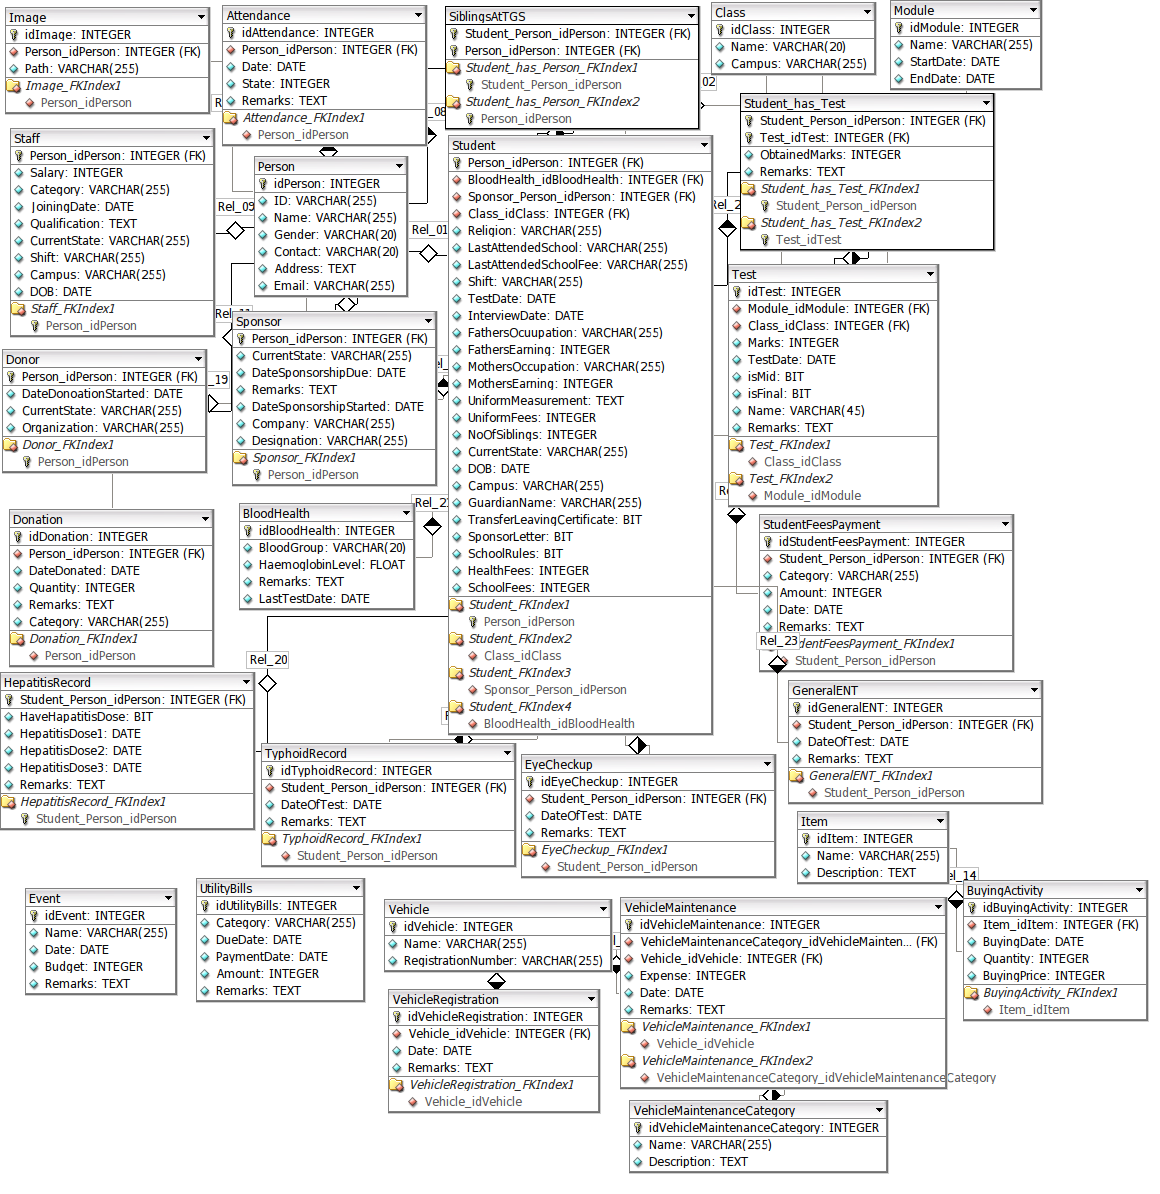 Image
idImage: INTEGER
Person_idPerson: INTEGER (FK)
Path: VARCHAR(255)
Image_FKIndex1
Person_idPerson
Attendance
idAttendance: INTEGER
Person_idPerson: INTEGER (FK)
Date: DATE
State: INTEGER
Remarks: TEXT
Attendance_FKIndex1
Person_idPerson
SiblingsAtTGS
Student_Person_idPerson: INTEGER (FK)
Person_idPerson: INTEGER (FK)
Student_has_Person_FKIndex1
Student_Person_idPerson
Student_has_Person_FKIndex2
Person_idPerson
Class
idClass: INTEGER
Name: VARCHAR(20)
Campus: VARCHAR(255)
02
Module
idModule: INTEGER
Name: VARCHAR(255)
StartDate: DATE
EndDate: DATE
Student_has_Test
Student_Person_idPerson: INTEGER (FK)
Test_idTest: INTEGER (FK)
ObtainedMarks: INTEGER
Remarks: TEXT
Student_has_Test_FKIndex1
Student_Person_idPerson
Student_has_Test_FKIndex2
Test_idTest
Staff
Person_idPerson: INTEGER (FK)
Salary: INTEGER
Category: VARCHAR(255)
JoiningDate: DATE
Qualification: TEXT
CurrentState: VARCHAR(255)
Shift: VARCHAR(255)
Campus: VARCHAR(255)
DOB: DATE
Staff_FKIndex1
Person_idPerson
Rel_09
Person
idPerson: INTEGER
ID: VARCHAR(255)
Name: VARCHAR(255)
Gender: VARCHAR(20)
Contact: VARCHAR(20)
Address: TEXT
Email: VARCHAR(255)
Rel_01
Student
Person_idPerson: INTEGER (FK)
BloodHealth_idBloodHealth: INTEGER (FK)
Sponsor_Person_idPerson: INTEGER (FK)
Class_idClass: INTEGER (FK)
Religion: VARCHAR(255)
LastAttendedSchool: VARCHAR(255)
LastAttendedSchoolFee: VARCHAR(255)
Shift: VARCHAR(255)
TestDate: DATE
InterviewDate: DATE
FathersOcuupation: VARCHAR(255)
FathersEarning: INTEGER
MothersOccupation: VARCHAR(255)
MothersEarning: INTEGER
UniformMeasurement: TEXT
UniformFees: INTEGER
NoOfSiblings: INTEGER
CurrentState: VARCHAR(255)
DOB: DATE
Campus: VARCHAR(255)
GuardianName: VARCHAR(255)
TransferLeavingCertificate: BIT
SponsorLetter: BIT
SchoolRules: BIT
HealthFees: INTEGER
SchoolFees: INTEGER
Student_FKIndex1
Person_idPerson
Student_FKIndex2
Class_idClass
Student_FKIndex3
Sponsor_Person_idPerson
Student_FKIndex4
BloodHealth_idBloodHealth
Test
idTest: INTEGER
Module_idModule: INTEGER (FK)
Class_idClass: INTEGER (FK)
Marks: INTEGER
TestDate: DATE
isMid: BIT
isFinal: BIT
Name: VARCHAR(45)
Remarks: TEXT
Test_FKIndex1
Class_idClass
Test_FKIndex2
Module_idModule
Donor
Person_idPerson: INTEGER (FK)
DateDonoationStarted: DATE
CurrentState: VARCHAR(255)
Organization: VARCHAR(255)
Donor_FKIndex1
Person_idPerson
_19
Sponsor
Person_idPerson: INTEGER (FK)
CurrentState: VARCHAR(255)
DateSponsorshipDue: DATE
Remarks: TEXT
DateSponsorshipStarted: DATE
Company: VARCHAR(255)
Designation: VARCHAR(255)
Sponsor_FKIndex1
Person_idPerson
Donation
idDonation: INTEGER
Person_idPerson: INTEGER (FK)
DateDonated: DATE
Quantity: INTEGER
Remarks: TEXT
Category: VARCHAR(255)
Donation_FKIndex1
Person_idPerson
BloodHealth
idBloodHealth: INTEGER
BloodGroup: VARCHAR(20)
HaemoglobinLevel: FLOAT
Remarks: TEXT
LastTestDate: DATE
StudentFeesPayment
idStudentFeesPayment: INTEGER
Student_Person_idPerson: INTEGER (FK)
Category: VARCHAR(255)
Amount: INTEGER
Date: DATE
Remarks: TEXT
Rel_23
dentFeesPayment_FKIndex1
Student_Person_idPerson
Rel_20
HepatitisRecord
Student_Person_idPerson: INTEGER (FK)
HaveHapatitisDose: BIT
HepatitisDose1: DATE
HepatitisDose2: DATE
HepatitisDose3: DATE
Remarks: TEXT
HepatitisRecord_FKIndex1
Student_Person_idPerson
TyphoidRecord
idTyphoidRecord: INTEGER
Student_Person_idPerson: INTEGER (FK)
DateOfTest: DATE
Remarks: TEXT
TyphoidRecord_FKIndex1
Student_Person_idPerson
EyeCheckup
idEyeCheckup: INTEGER
Student_Person_idPerson: INTEGER (FK)
DateOfTest: DATE
Remarks: TEXT
EyeCheckup_FKIndex1
Student_Person_idPerson
GeneralENT
idGeneralENT: INTEGER
Student_Person_idPerson: INTEGER (FK)
DateOfTest: DATE
Remarks: TEXT
GeneralENT_FKIndex1
Student_Person_idPerson
Item
idItem: INTEGER
Name: VARCHAR(255)
Description: TEXT
el_14
BuyingActivity
idBuyingActivity: INTEGER
Item_idItem: INTEGER (FK)
BuyingDate: DATE
Quantity: INTEGER
BuyingPrice: INTEGER
BuyingActivity_FKIndex1
Item_idItem
Event
idEvent: INTEGER
Name: VARCHAR(255)
Date: DATE
Budget: INTEGER
Remarks: TEXT
UtilityBills
idUtilityBills: INTEGER
Category: VARCHAR(255)
DueDate: DATE
PaymentDate: DATE
Amount: INTEGER
Remarks: TEXT
Vehicle
idVehicle: INTEGER
Name: VARCHAR(255)
RegistrationNumber: VARCHAR(255)
VehicleRegistration
idVehicleRegistration: INTEGER
Vehicle_idVehicle: INTEGER (FK)
Date: DATE
Remarks: TEXT
VehicleRegistration_FKIndex1
Vehicle_idVehicle
VehicleMaintenance
idVehicleMaintenance: INTEGER
VehicleMaintenanceCategory_idVehicleMainten... (FK)
Vehicle_idVehicle: INTEGER (FK)
Expense: INTEGER
Date: DATE
Remarks: TEXT
VehicleMaintenance_FKIndex1
Vehicle_idVehicle
VehicleMaintenance_FKIndex2
VehicleMaintenanceCategory_idVehicleMaintenanceCategory
VehicleMaintenanceCategory
idVehicleMaintenanceCategory: INTEGER
Name: VARCHAR(255)
Description: TEXT